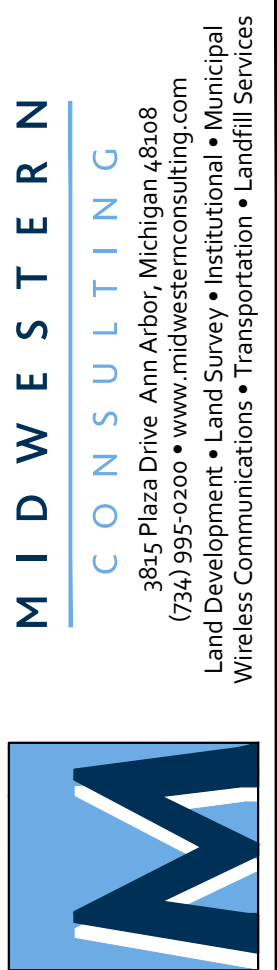 MIDWESTERN
CONSULTING
3815 Plaza Drive Ann Arbor, Michigan 48108
(734) 995-0200 • www.midwesternconsulting.com
Land Development • Land Survey • Institutional • Municipal
Wireless Communications • Transportation • Landfill Services